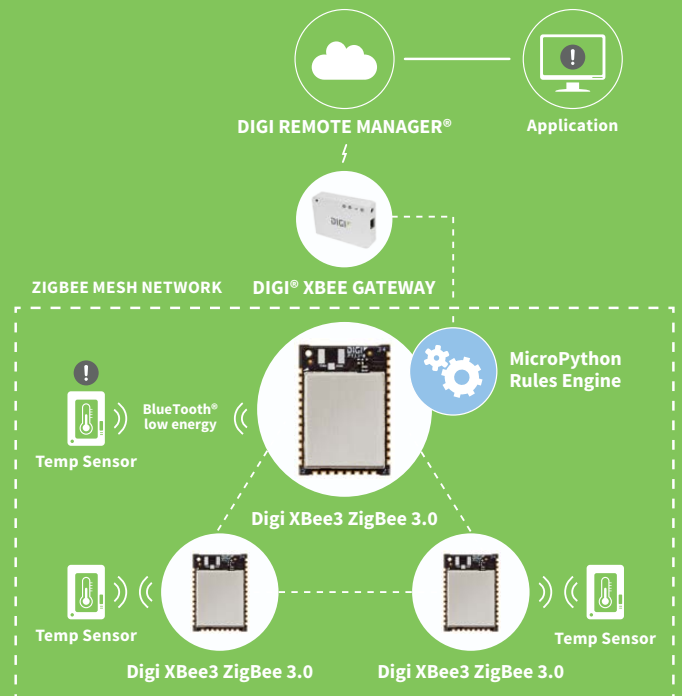 DIGI REMOTE MANAGER®
Application
DIGI
ZIGBEE MESH NETWORK
DIGI® XBEE GATEWAY
MicroPython
Rules Engine
BlueTooth®
low energy
Temp Sensor
Digi XBee3 ZigBee 3.0
Temp Sensor
Temp Sensor
Digi XBee3 ZigBee 3.0
Digi XBee3 ZigBee 3.0